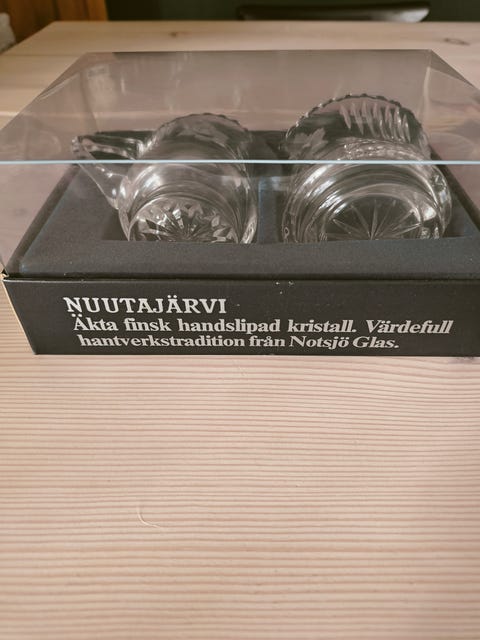 NUUTAJÄRVI
Äkta finsk handslipad kristall. Värdefull
hantverkstradition från Notsjö Glas.